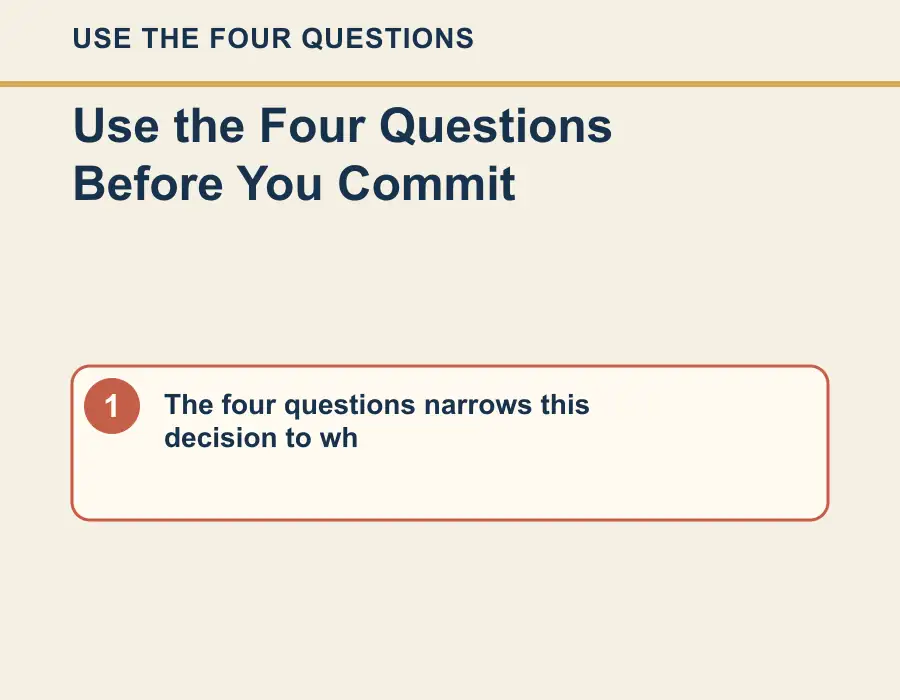 USE THE FOUR QUESTIONS
Use the Four Questions
Before You Commit
1
The four questions narrows this
decision to wh